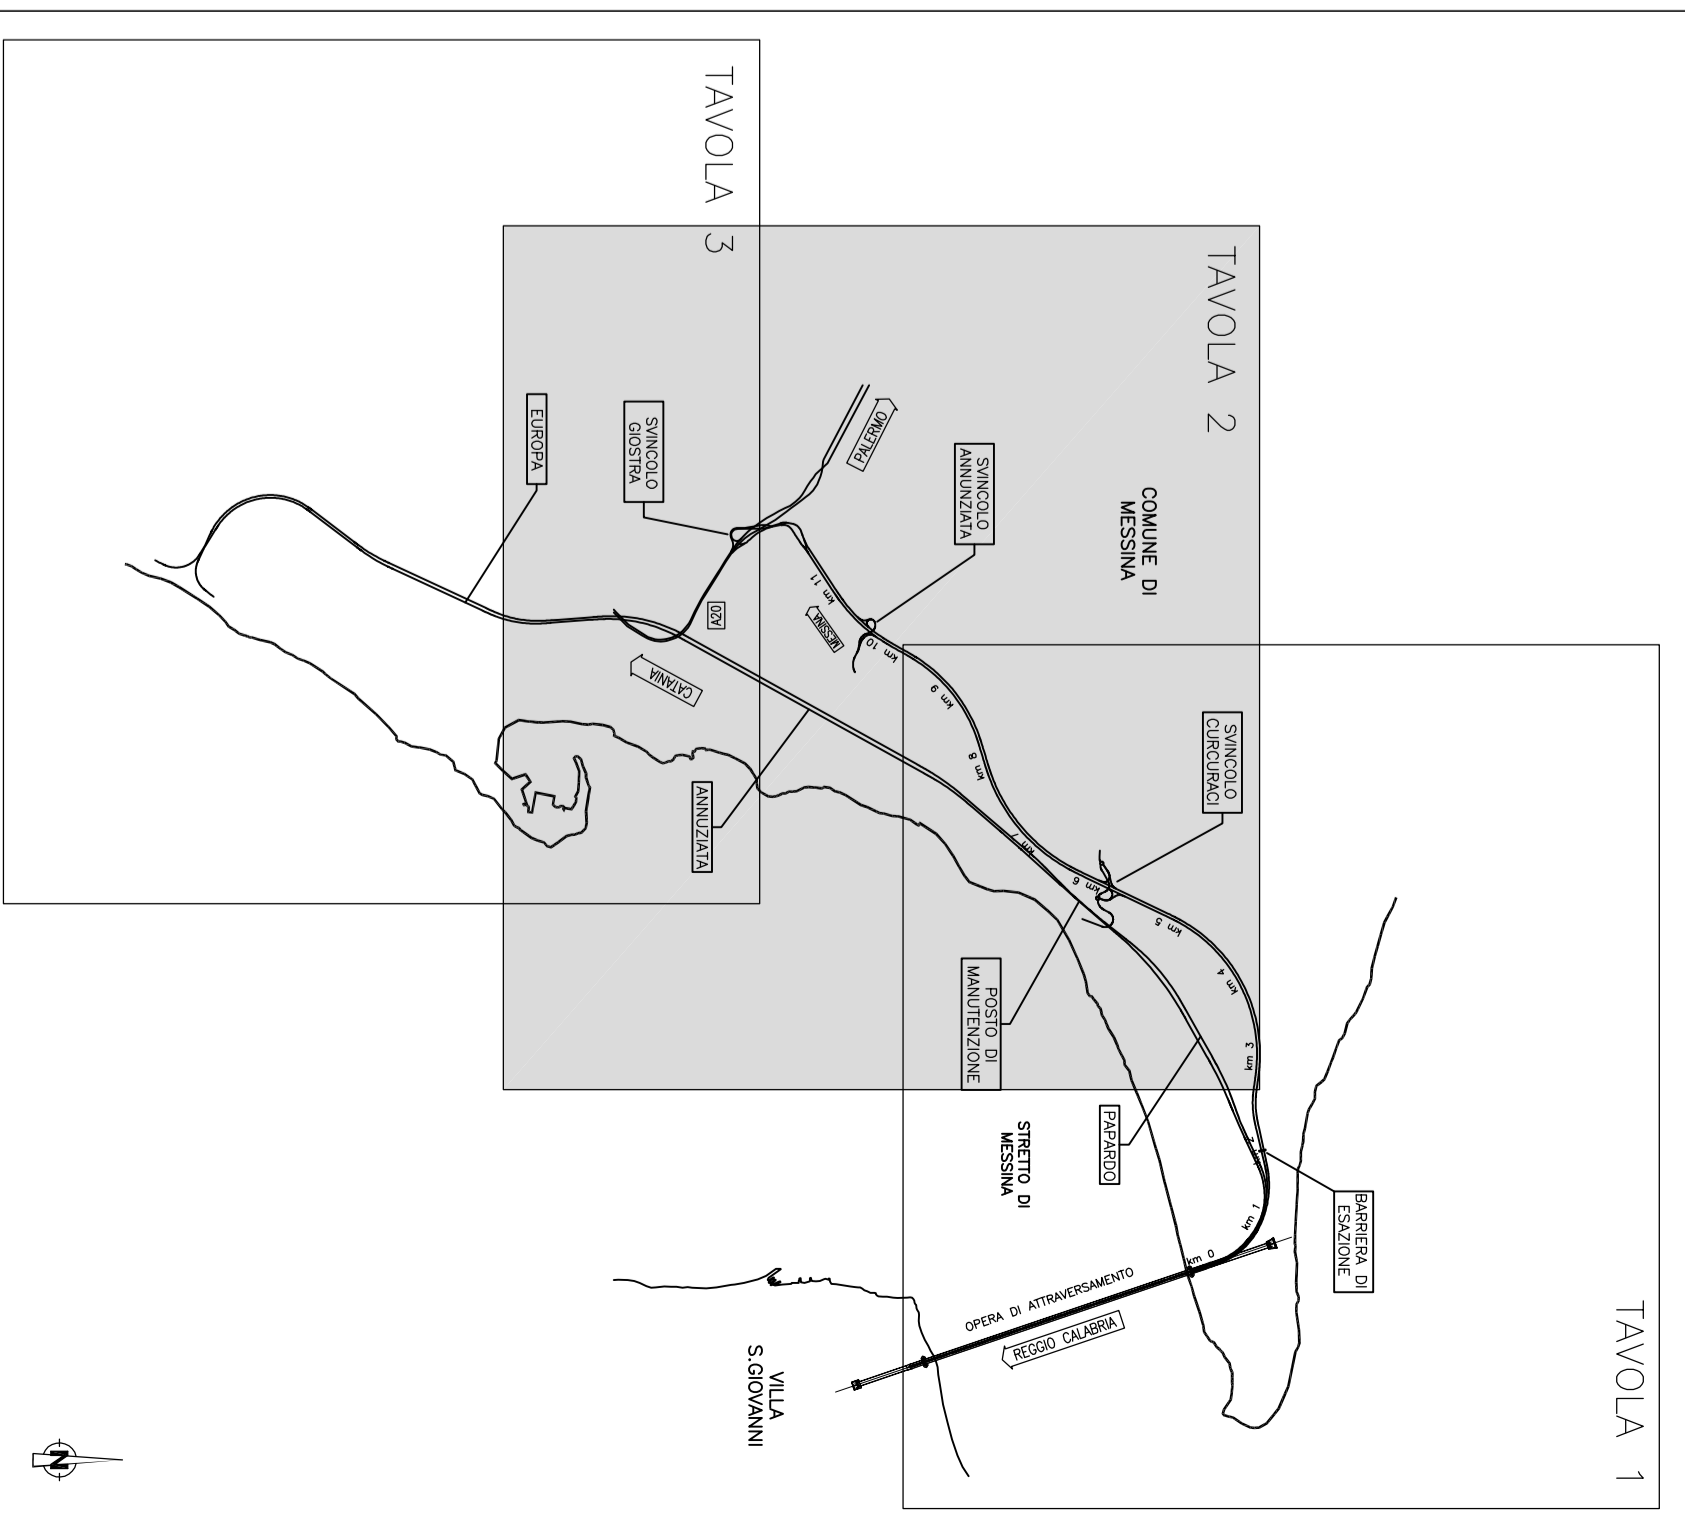 TAVOLA 1
TAVOLA 2
TAVOLA 3
BARRIERA DI
ESAZIONE
SVINCOLO
CURCURACI
COMUNE DI
MESSINA
SVINCOLO
ANNUNZIATA
PALERMO
SVINCOLO
GIOSTRA
EUROPA
A20
MESSINA
CATANIA
ANNUZIATA
POSTO DI
MANUTENZIONE
PAPARDO
STRETTO DI
MESSINA
OPERA DI ATTRAVERSAMENTO
REGGIO CALABRIA
VILLA
S.GIOVANNI
km 0
km 1
km 2
km 3
km 4
km 5
km 6
km 7
km 8
km 9
km 10
km 11
N